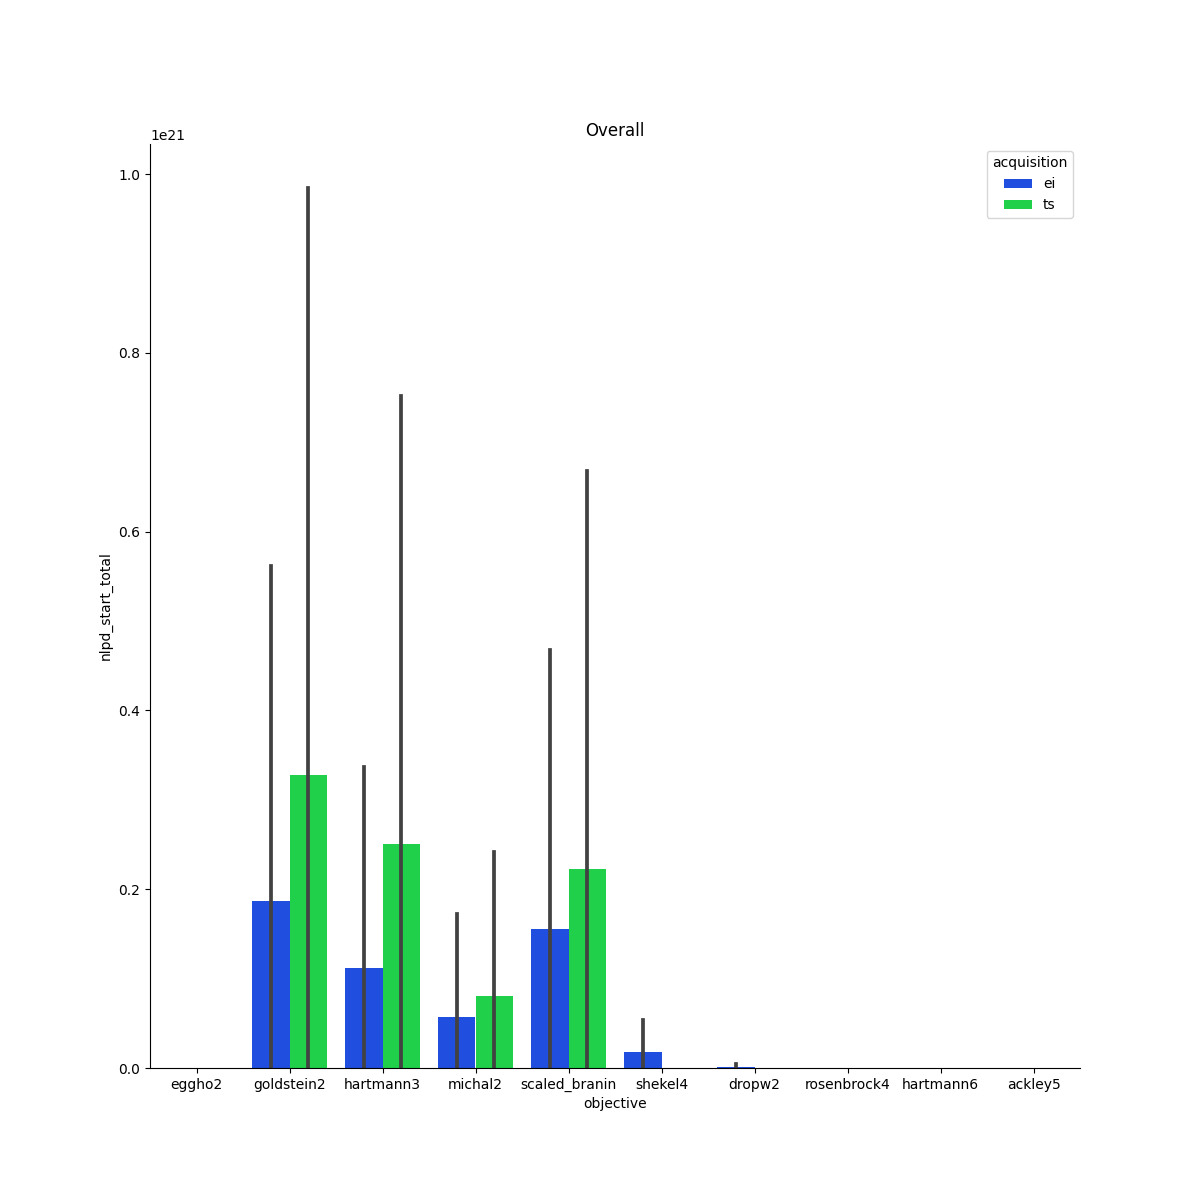 Overall
1e21
acquisition
ei
ts
1.0
0.8
0.6
0.4
0.2
0.0
nlpd_start_total
eggho2 goldstein2 hartmann3 michal2 scaled_branin shekel4 dropw2 rosenbrock4 hartmann6 ackley5
objective